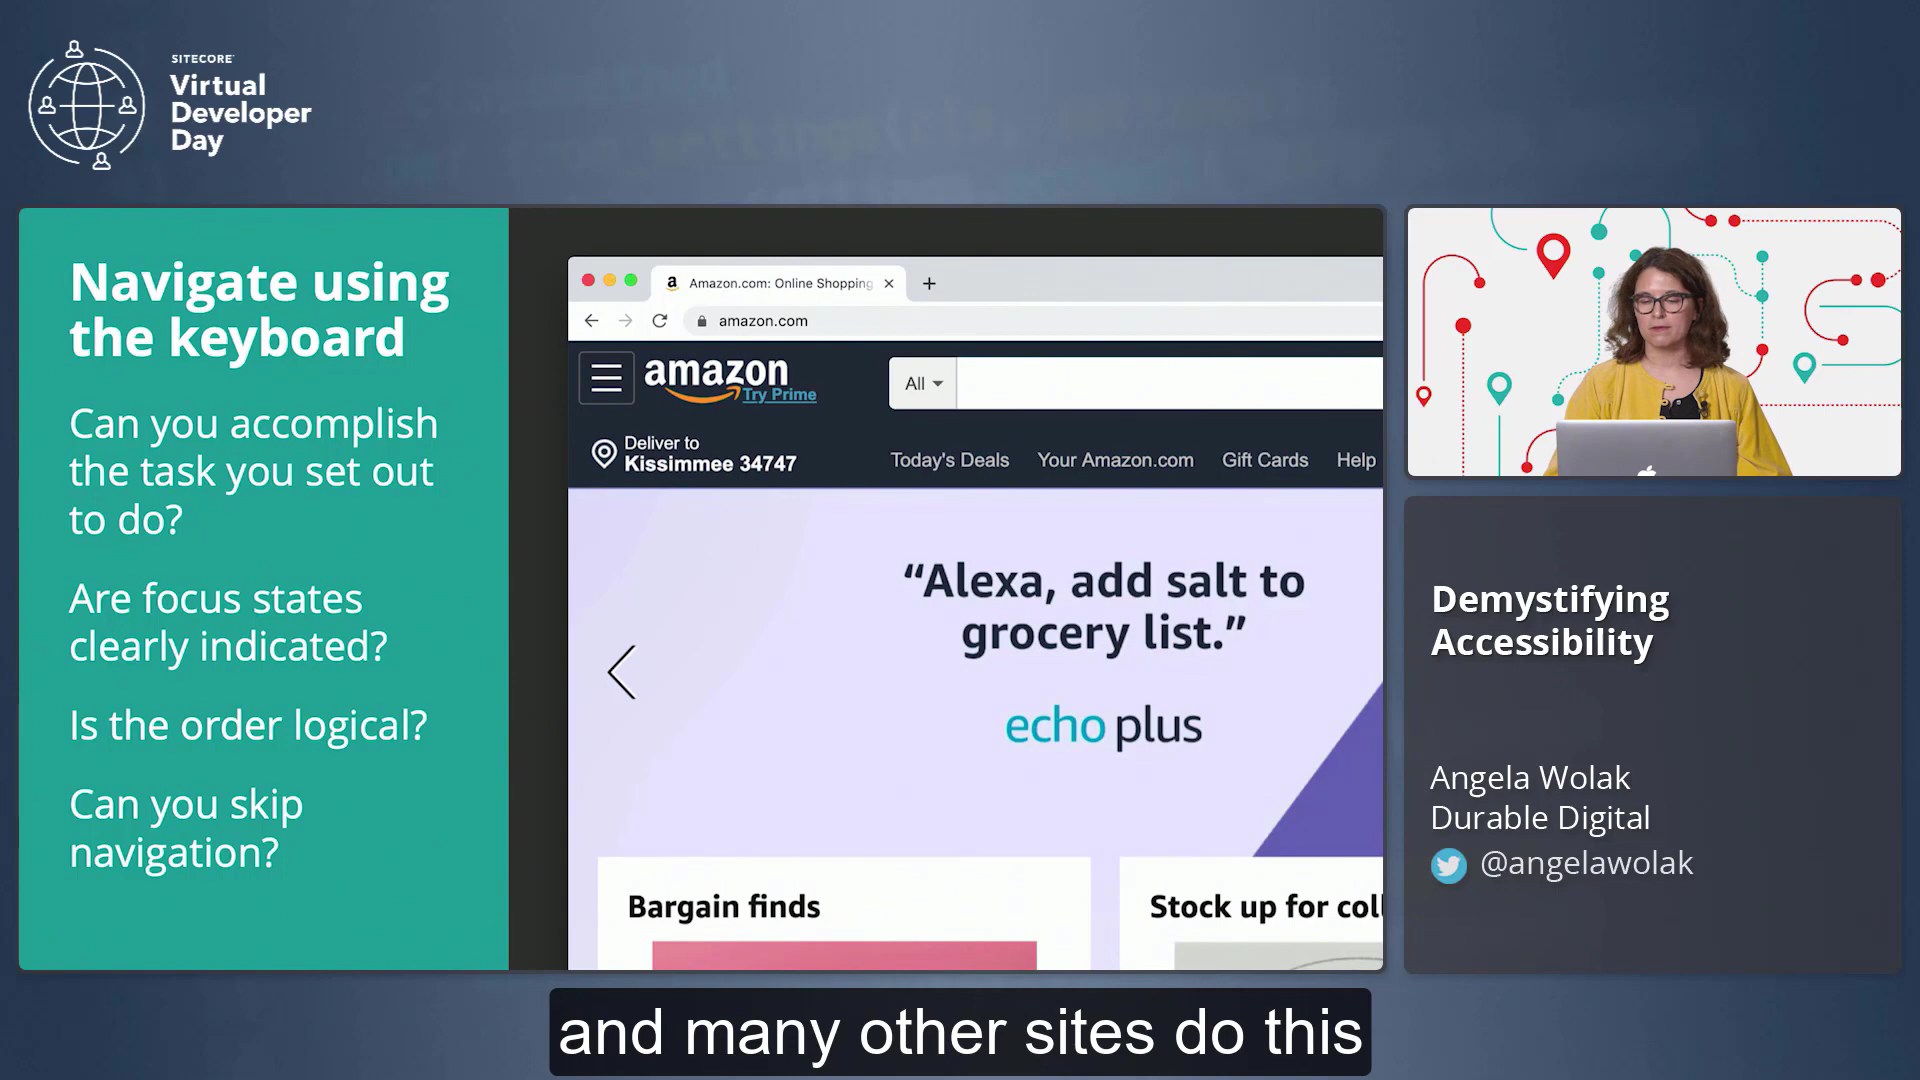 SITECORE
Virtual
Developer
Day
Navigate using
the keyboard
Can you accomplish
the task you set out
to do?
Are focus states
clearly indicated?
Is the order logical?
Can you skip
navigation?
Amazon.com: Online Shopping
amazon.com
amazon
Try Prime
All
Deliver to
Kissimmee 34747
Today's Deals Your Amazon.com Gift Cards Help
“Alexa, add salt to
grocery list.”
echo plus
Bargain finds
Stock up for coll
Demystifying
Accessibility
Angela Wolak
Durable Digital
@angelawolak
and many other sites do this